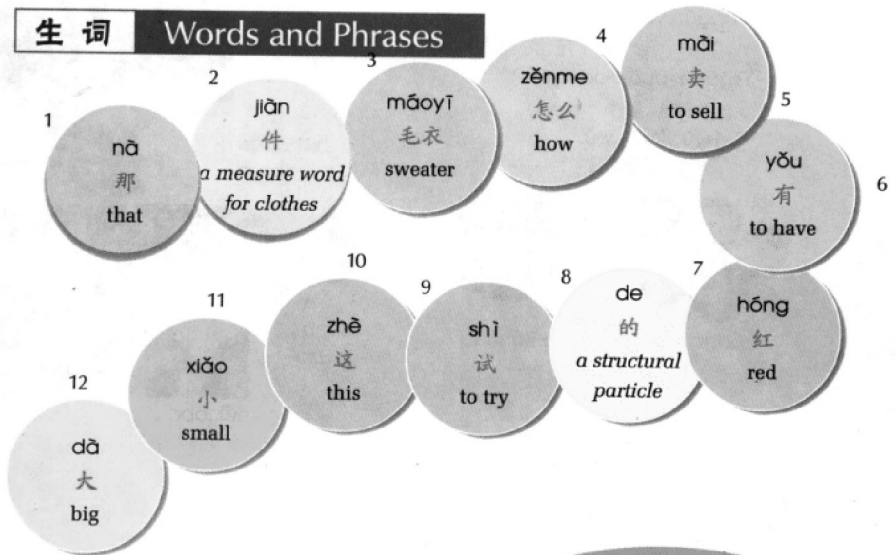 生词 Words and Phrases
1
nà
那
that
2
jiàn
件
a measure word
for clothes
3
máoyī
毛衣
sweater
4
zěnme
怎么
how
5
mài
卖
to sell
6
yǒu
有
to have
7
hóng
红
red
8
de
的
a structural
particle
9
shì
试
to try
10
zhè
这
this
11
xiǎo
小
small
12
dà
大
big